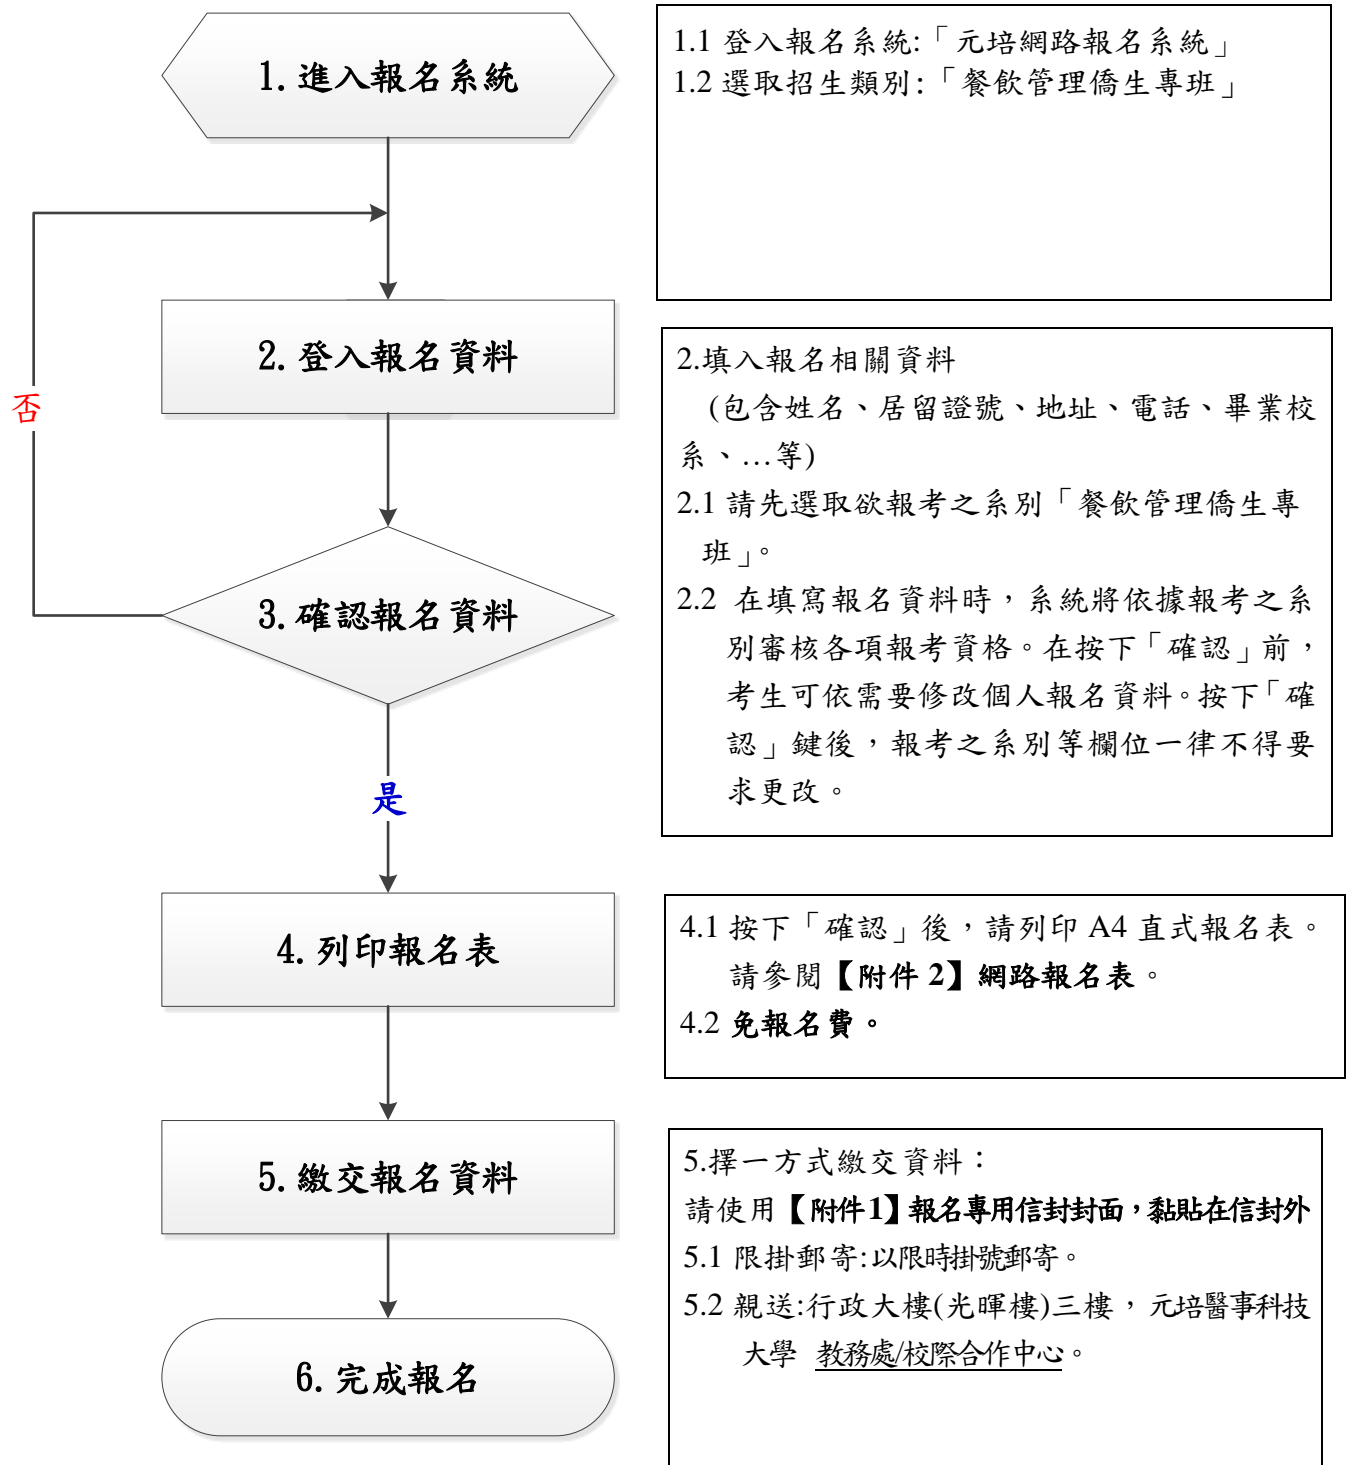 1.進入報名系統
1.1 登入報名系統:「元培網路報名系統」
1.2 選取招生類別:「餐飲管理僑生專班」
2.登入報名資料
2.填入報名相關資料
(包含姓名、居留證號、地址、電話、畢業校
系、…等)
2.1 請先選取欲報考之系別「餐飲管理僑生專
班」。
2.2 在填寫報名資料時，系統將依據報考之系
別審核各項報考資格。在按下「確認」前，
考生可依需要修改個人報名資料。按下「確
認」鍵後，報考之系別等欄位一律不得要
求更改。
否
3.確認報名資料
是
4.列印報名表
4.1 按下「確認」後，請列印 A4 直式報名表。
請參閱【附件 2】網路報名表。
4.2 免報名費。
5.繳交報名資料
5.擇一方式繳交資料：
請使用【附件1】報名專用信封封面，黏貼在信封外
5.1 限掛郵寄:以限時掛號郵寄。
5.2 親送:行政大樓(光暉樓)三樓，元培醫事科技
大學 教務處/校際合作中心。
6.完成報名